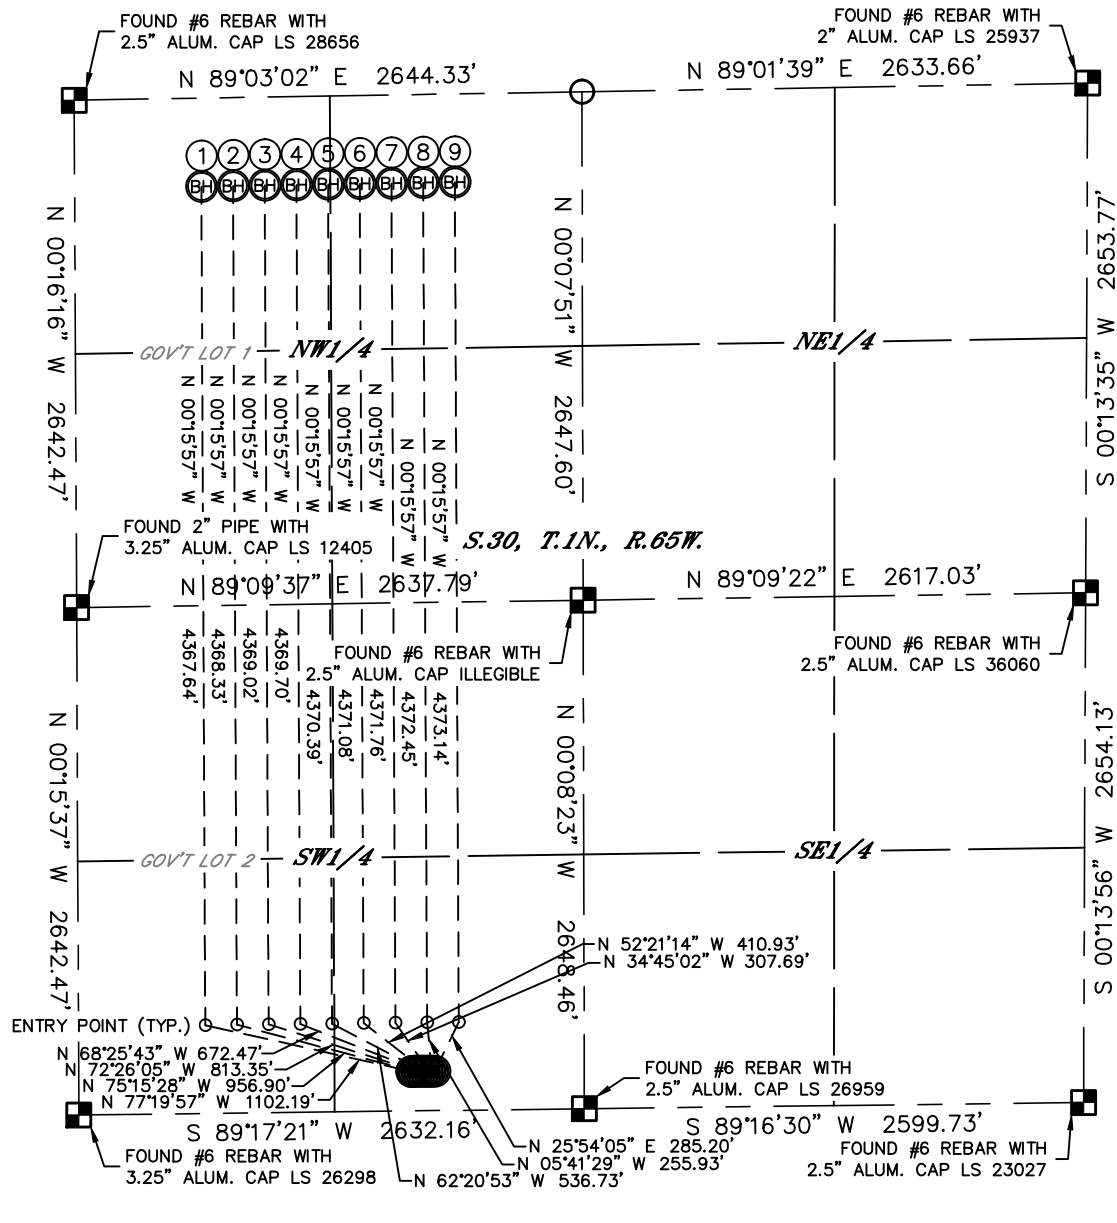 FOUND #6 REBAR WITH
2.5" ALUM. CAP LS 28656
FOUND #6 REBAR WITH
2" ALUM. CAP LS 25937
N 89°03'02" E 2644.33'
N 89°01'39" E 2633.66'
1 2 3 4 5 6 7 8 9
BH BH BH BH BH BH BH BH BH
N 00°16'16" W 2642.47'
N 00°07'51" W 2647.60'
S 00°13'35" W 2653.77'
GOV'T LOT 1
NW1/4
NE1/4
N 00°15'57" W
N 00°15'57" W
N 00°15'57" W
N 00°15'57" W
N 00°15'57" W
N 00°15'57" W
N 00°15'57" W
N 00°15'57" W
N 00°15'57" W
FOUND 2" PIPE WITH
3.25" ALUM. CAP LS 12405
S.30, T.1N., R.65W.
N 89°09'37" E 2637.79'
N 89°09'22" E 2617.03'
4367.64'
4368.33'
4369.02'
4369.70'
4370.39'
4371.08'
4371.76'
4372.45'
4373.14'
FOUND #6 REBAR WITH
2.5" ALUM. CAP ILLEGIBLE
FOUND #6 REBAR WITH
2.5" ALUM. CAP LS 36060
N 00°15'37" W 2642.47'
N 00°08'23" W 2648.46'
S 00°13'56" W 2654.13'
GOV'T LOT 2
SW1/4
SE1/4
N 52°21'14" W 410.93'
N 34°45'02" W 307.69'
ENTRY POINT (TYP.)
N 68°25'43" W 672.47'
N 72°26'05" W 813.35'
N 75°15'28" W 956.90'
N 77°19'57" W 1102.19'
FOUND #6 REBAR WITH
2.5" ALUM. CAP LS 26959
S 89°17'21" W 2632.16'
S 89°16'30" W 2599.73'
N 25°54'05" E 285.20'
N 05°41'29" W 255.93'
N 62°20'53" W 536.73'
FOUND #6 REBAR WITH
3.25" ALUM. CAP LS 26298
FOUND #6 REBAR WITH
2.5" ALUM. CAP LS 23027